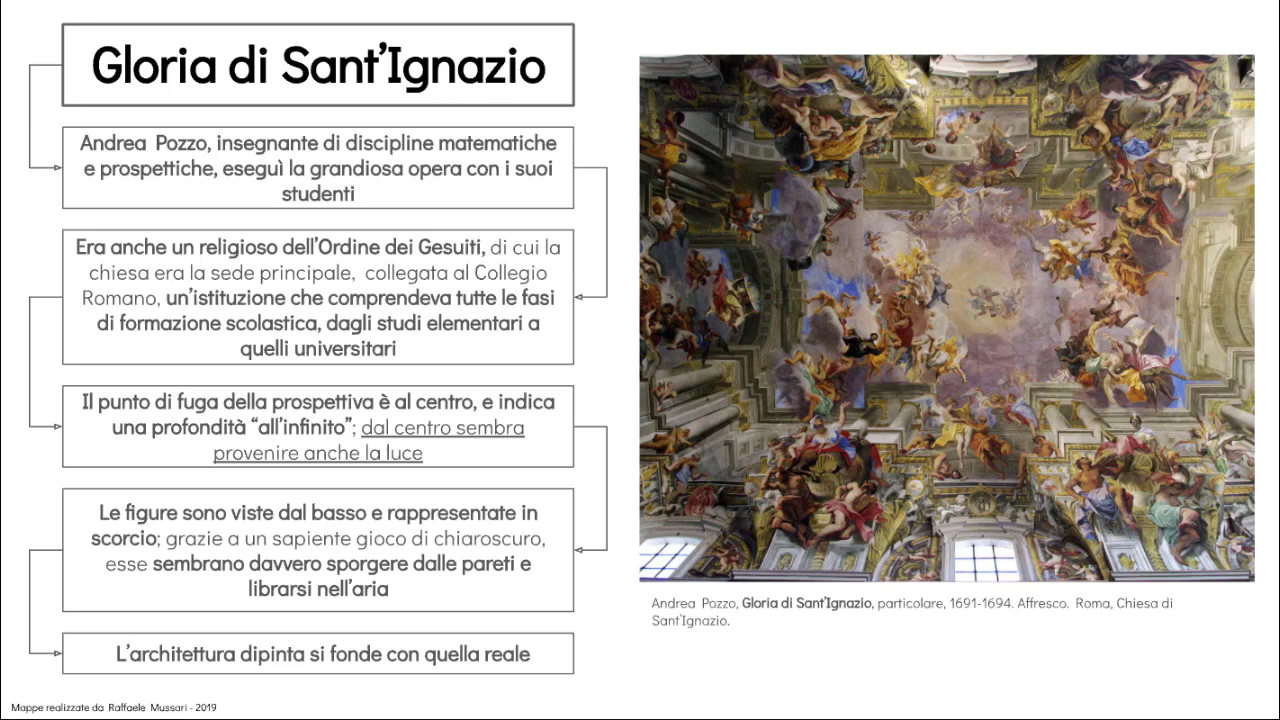 Gloria di Sant'Ignazio
Andrea Pozzo, insegnante di discipline matematiche
e prospettiche, eseguì la grandiosa opera con i suoi
studenti
Era anche un religioso dell'Ordine dei Gesuiti, di cui la
chiesa era la sede principale, collegata al Collegio
Romano, un'istituzione che comprendeva tutte le fasi
di formazione scolastica, dagli studi elementari a
quelli universitari
Il punto di fuga della prospettiva è al centro, e indica
una profondità “all'infinito”; dal centro sembra
provenire anche la luce
Le figure sono viste dal basso e rappresentate in
scorcio; grazie a un sapiente gioco di chiaroscuro,
esse sembrano davvero sporgere dalle pareti e
librarsi nell'aria
L'architettura dipinta si fonde con quella reale
Andrea Pozzo, Gloria di Sant'Ignazio, particolare, 1691-1694. Affresco. Roma, Chiesa di
Sant'Ignazio.
Mappe realizzate da Raffaele Mussari - 2019